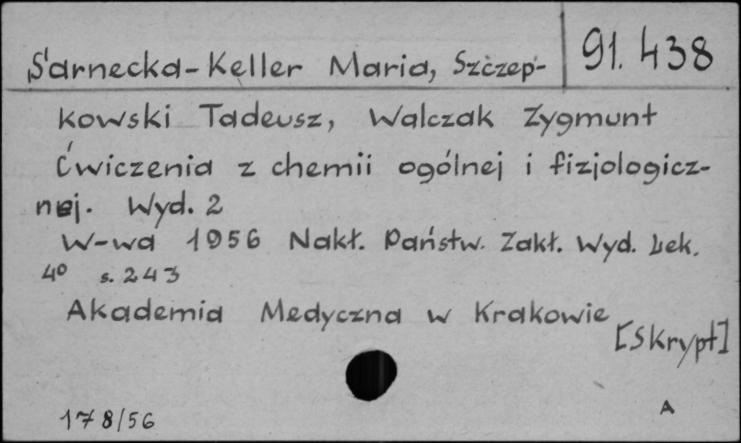 Sarnecka-Keller Maria, Szczep- 91.438
kowski Tadeusz, Walczak Zygmunt
Ćwiczenia z chemii ogólnej i fizjologicz-
nej. Wyd. 2
W-wa 1956 Nakł. Państw. Zakł. Wyd. Lek.
4° s. 243
Akademia Medyczna w Krakowie
[Skrypt]
178/56 A